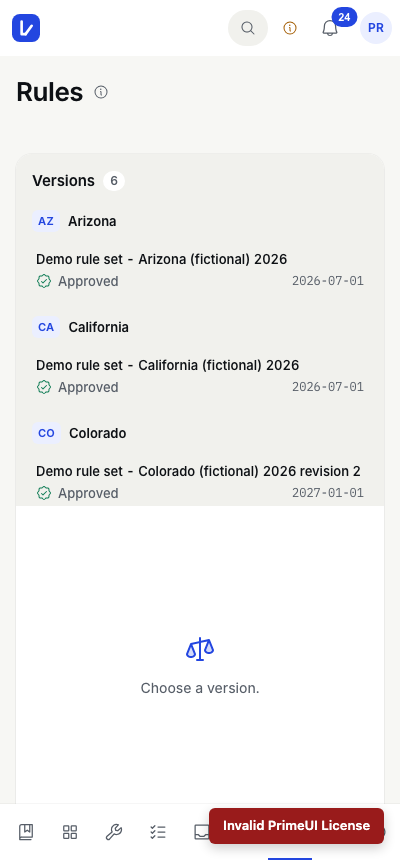 24
PR
Rules
Versions 6
AZ Arizona
Demo rule set - Arizona (fictional) 2026
Approved 2026-07-01
CA California
Demo rule set - California (fictional) 2026
Approved 2026-07-01
CO Colorado
Demo rule set - Colorado (fictional) 2026 revision 2
Approved 2027-01-01
Choose a version.
Invalid PrimeUI License